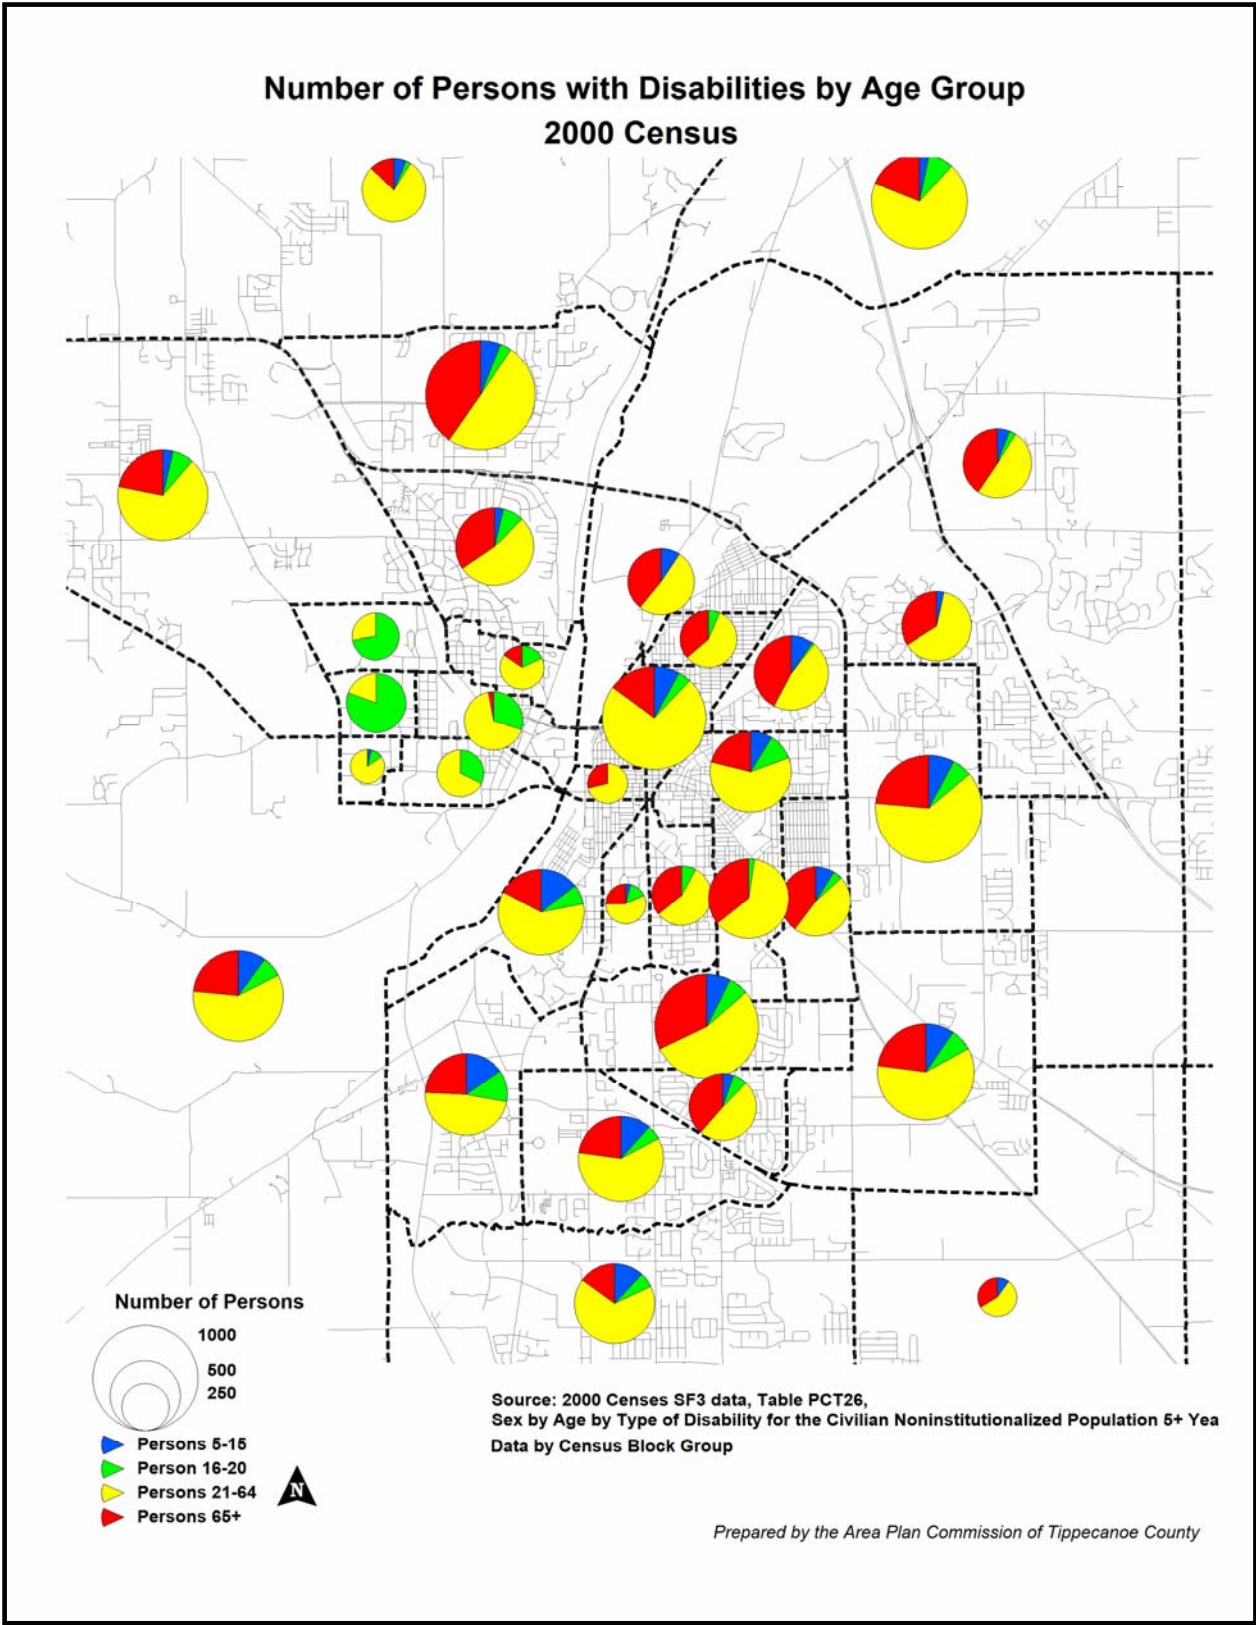 Number of Persons with Disabilities by Age Group
2000 Census
Number of Persons
1000
500
250
Persons 5-15
Person 16-20
Persons 21-64
Persons 65+
N
Source: 2000 Censes SF3 data, Table PCT26,
Sex by Age by Type of Disability for the Civilian Noninstitutionalized Population 5+ Yea
Data by Census Block Group
Prepared by the Area Plan Commission of Tippecanoe County